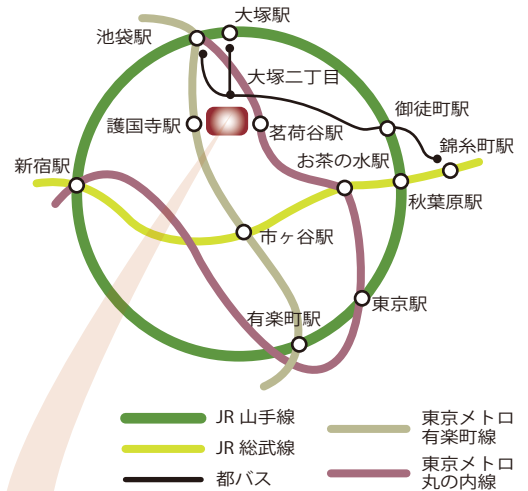 大塚駅
池袋駅
大塚二丁目
御徒町駅
護国寺駅
茗荷谷駅
錦糸町駅
お茶の水駅
新宿駅
秋葉原駅
市ヶ谷駅
東京駅
有楽町駅
JR 山手線
JR 総武線
都バス
東京メトロ
有楽町線
東京メトロ
丸の内線